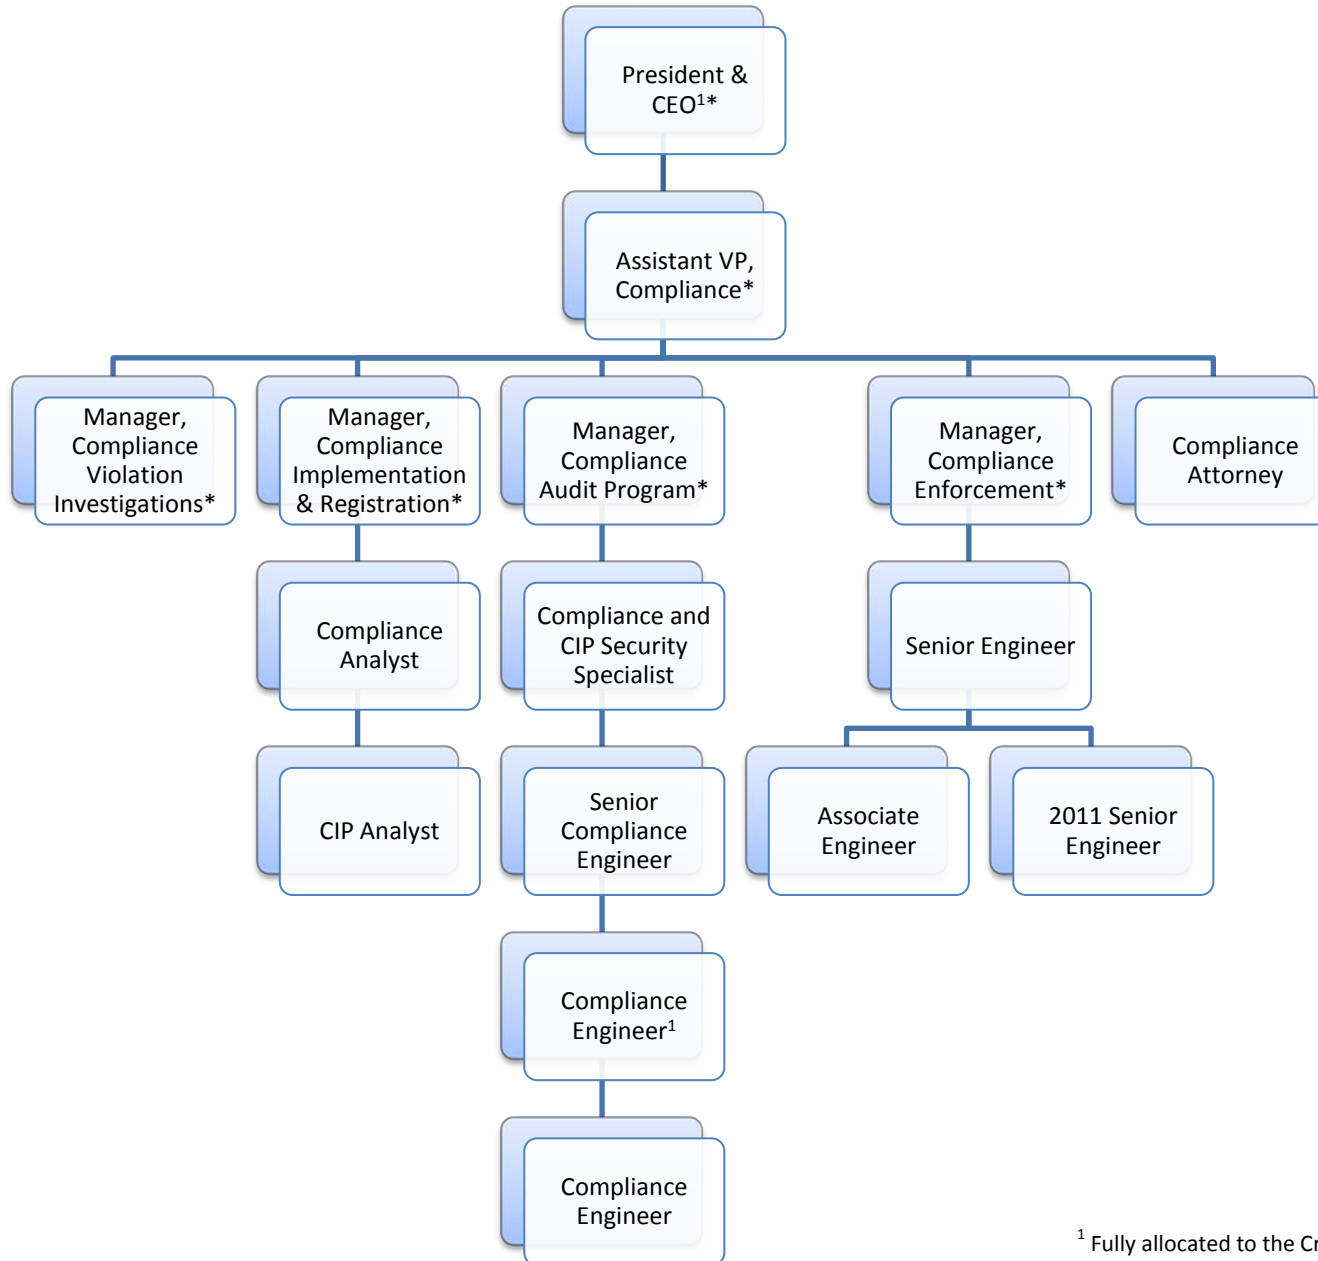 President &
CEO¹*
Assistant VP,
Compliance*
Manager,
Compliance
Violation
Investigations*
Manager,
Compliance
Implementation
& Registration*
Manager,
Compliance
Audit Program*
Manager,
Compliance
Enforcement*
Compliance
Attorney
Compliance
Analyst
Compliance and
CIP Security
Specialist
Senior Engineer
CIP Analyst
Senior
Compliance
Engineer
Associate
Engineer
2011 Senior
Engineer
Compliance
Engineer¹
Compliance
Engineer
¹ Fully allocated to the